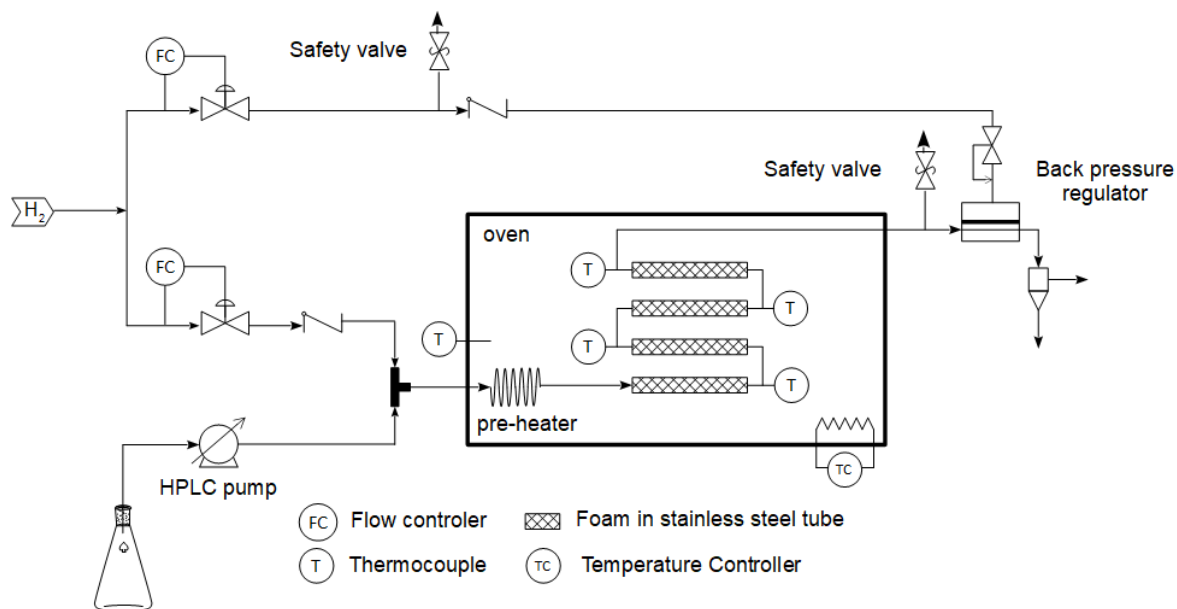 FC
Safety valve
Safety valve
Back pressure
regulator
H2
oven
FC
T
T
T
T
T
pre-heater
TC
HPLC pump
FC Flow controler
Foam in stainless steel tube
T Thermocouple
TC Temperature Controller